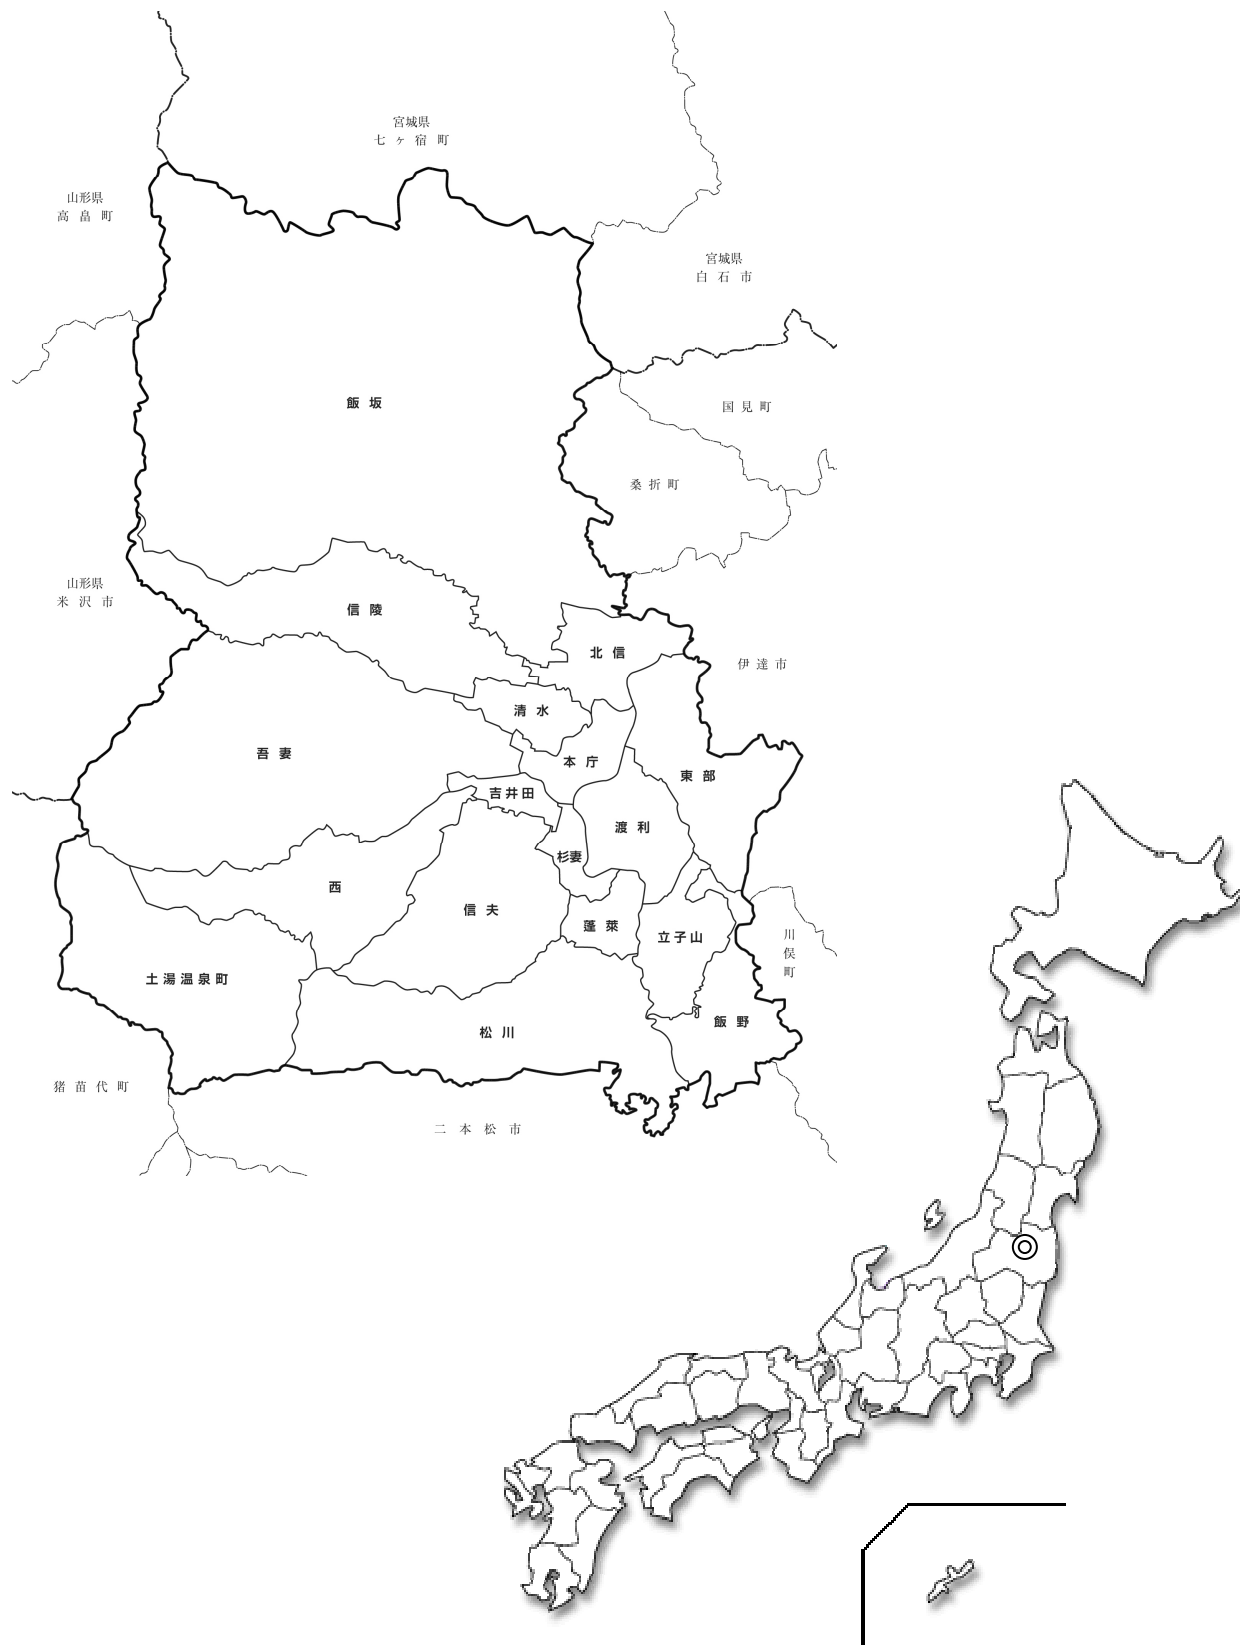 宮城県
七ヶ宿町
山形県
高畠町
宮城県
白石市
飯坂
国見町
桑折町
山形県
米沢市
信陵
北信
伊達市
清水
吾妻
本庁
東部
吉井田
渡利
杉妻
西
信夫
蓬萊
立子山
川俣町
土湯温泉町
松川
飯野
猪苗代町
二本松市